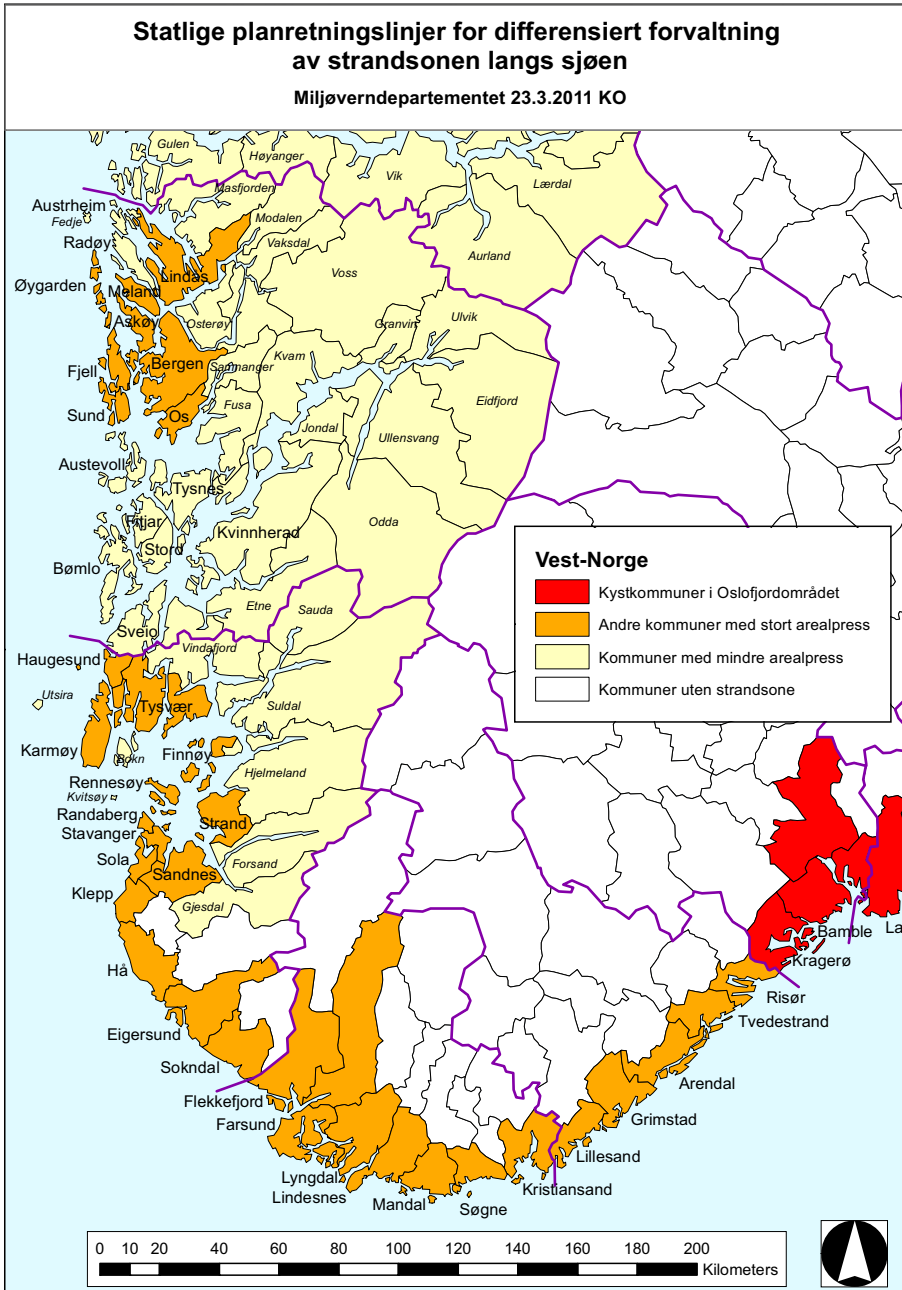 Statlige planretningslinjer for differensiert forvaltning
av strandsonen langs sjøen
Miljøverndepartementet 23.3.2011 KO
Gulen
Høyanger
Vik
Lærdal
Masfjorden
Austrheim
Fedje
Modalen
Radøy
Vaksdal
Aurland
Voss
Lindås
Øygarden
Meland
Askøy
Osterøy
Granvin
Ulvik
Bergen
Kvam
Samnanger
Fjell
Eidfjord
Fusa
Sund
Os
Jondal
Ullensvang
Austevoll
Tysnes
Odda
Fitjar
Kvinnherad
Stord
Bømlo
Etne
Sauda
Sveio
Vindafjord
Haugesund
Utsira
Tysvær
Suldal
Karmøy
Bokn
Finnøy
Hjelmeland
Rennesøy
Kvitsøy
Randaberg
Strand
Stavanger
Sola
Forsand
Sandnes
Klepp
Gjesdal
Hå
Eigersund
Sokndal
Flekkefjord
Farsund
Lyngdal
Lindesnes
Mandal
Søgne
Kristiansand
Lillesand
Grimstad
Arendal
Tvedestrand
Risør
Kragerø
Bamble
La
Vest-Norge
Kystkommuner i Oslofjordområdet
Andre kommuner med stort arealpress
Kommuner med mindre arealpress
Kommuner uten strandsone
0 10 20 40 60 80 100 120 140 160 180 200
Kilometers